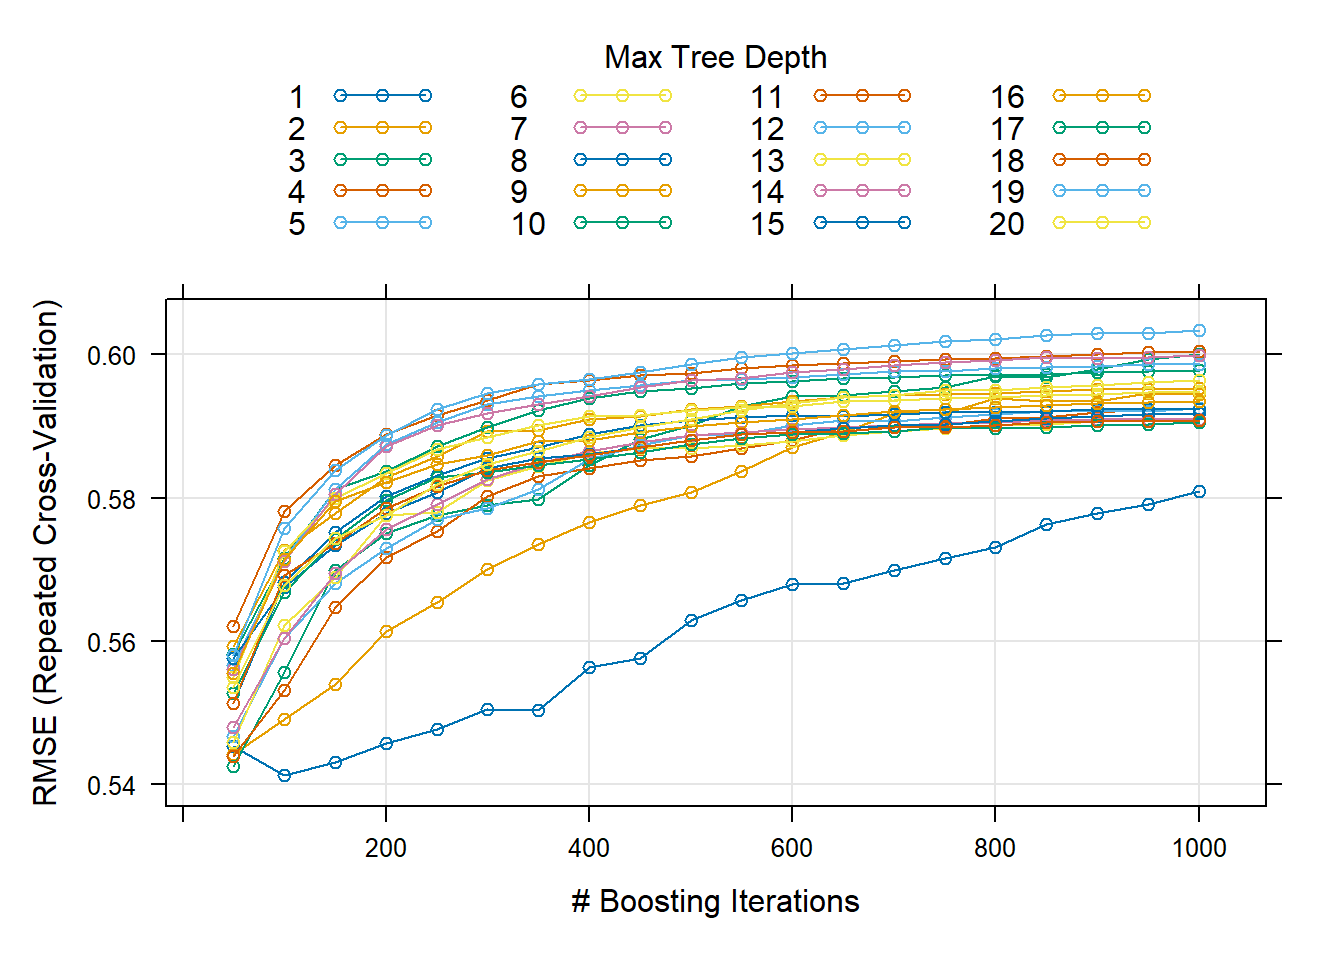 Max Tree Depth
1 6 11 16
2 7 12 17
3 8 13 18
4 9 14 19
5 10 15 20
RMSE (Repeated Cross-Validation)
0.60
0.58
0.56
0.54
200 400 600 800 1000
# Boosting Iterations